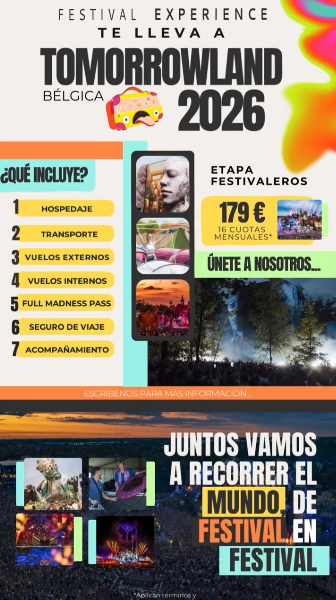 FESTIVAL EXPERIENCE
TE LLEVA A
TOMORROWLAND
BÉLGICA
2026
¿QUÉ INCLUYE?
1 HOSPEDAJE
2 TRANSPORTE
3 VUELOS EXTERNOS
4 VUELOS INTERNOS
5 FULL MADNESS PASS
6 SEGURO DE VIAJE
7 ACOMPAÑAMIENTO
ETAPA
FESTIVALEROS
179 €
16 CUOTAS
MENSUALES*
ÚNETE A NOSOTROS...
ESCRÍBENOS PARA MÁS INFORMACIÓN...
JUNTOS VAMOS
A RECORRER EL
MUNDO, DE
FESTIVAL EN
FESTIVAL
*Aplican términos y